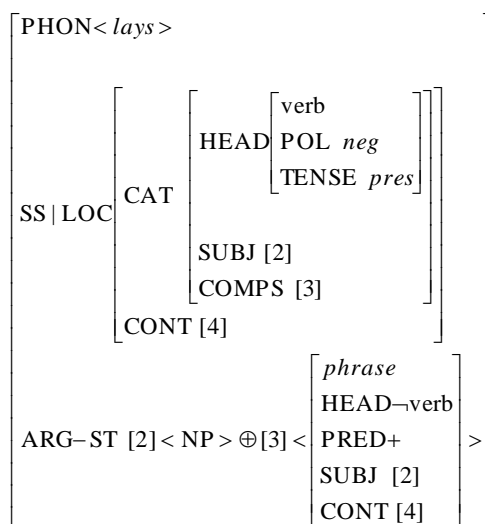 PHON< lays >
verb
HEAD POL neg
TENSE pres
CAT
SS | LOC
SUBJ [2]
COMPS [3]
CONT [4]
phrase
HEAD¬verb
ARG–ST [2]< NP > ⊕[3]< PRED+ >
SUBJ [2]
CONT [4]